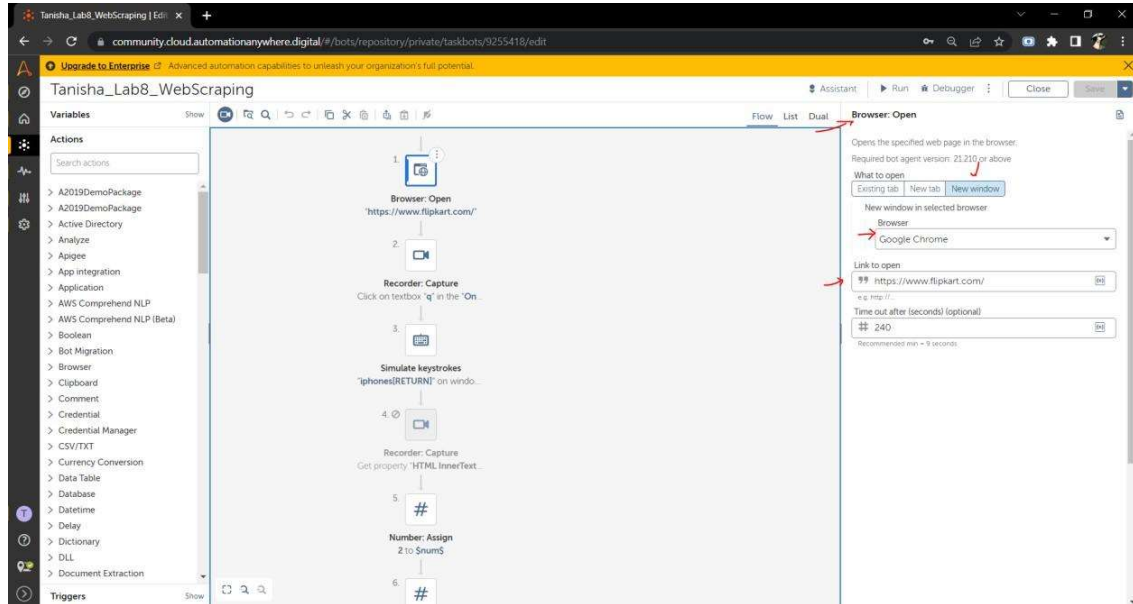 Tanisha_Lab8_WebScraping | Edit
community.cloud.automationanywhere.digital/#/bots/repository/private/taskbots/9255418/edit
Upgrade to Enterprise Advanced automation capabilities to unleash your organization's full potential.
Tanisha_Lab8_WebScraping
Assistant
Run
Debugger
Close
Save
Variables
Show
Flow
List
Dual
Actions
Search actions
A2019DemoPackage
A2019DemoPackage
Active Directory
Analyze
Apigee
App integration
Application
AWS Comprehend NLP
AWS Comprehend NLP (Beta)
Boolean
Bot Migration
Browser
Clipboard
Comment
Credential
Credential Manager
CSV/TXT
Currency Conversion
Data Table
Database
Datetime
Delay
Dictionary
DLL
Document Extraction
Triggers
Show
T
1.
Browser: Open
"https://www.flipkart.com/"
2.
Recorder: Capture
Click on textbox "q" in the "On...
3.
Simulate keystrokes
"iphones[RETURN]" on windo...
4.
Recorder: Capture
Get property "HTML InnerText...
5.
#
Number: Assign
2 to $num$
6.
#
Browser: Open
Opens the specified web page in the browser.
Required bot agent version: 21.210 or above
What to open
Existing tab
New tab
New window
New window in selected browser
Browser
Google Chrome
Link to open
https://www.flipkart.com/
e.g. http://...
Time out after (seconds) (optional)
# 240
Recommended min = 9 seconds